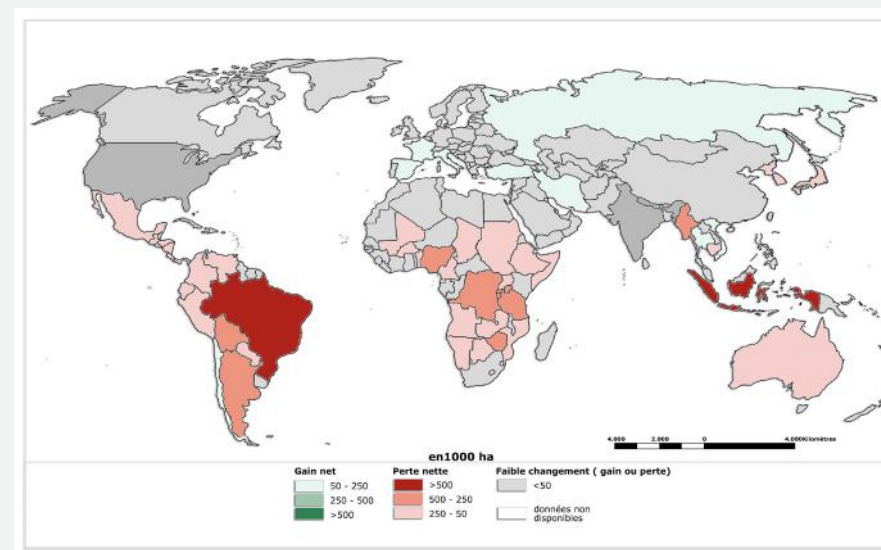 4.000 2.000 0 4.000Kilomètres
en1000 ha
Gain net
50 - 250
250 - 500
>500
Perte nette
>500
500 - 250
250 - 50
Faible changement ( gain ou perte)
<50
données non
disponibles